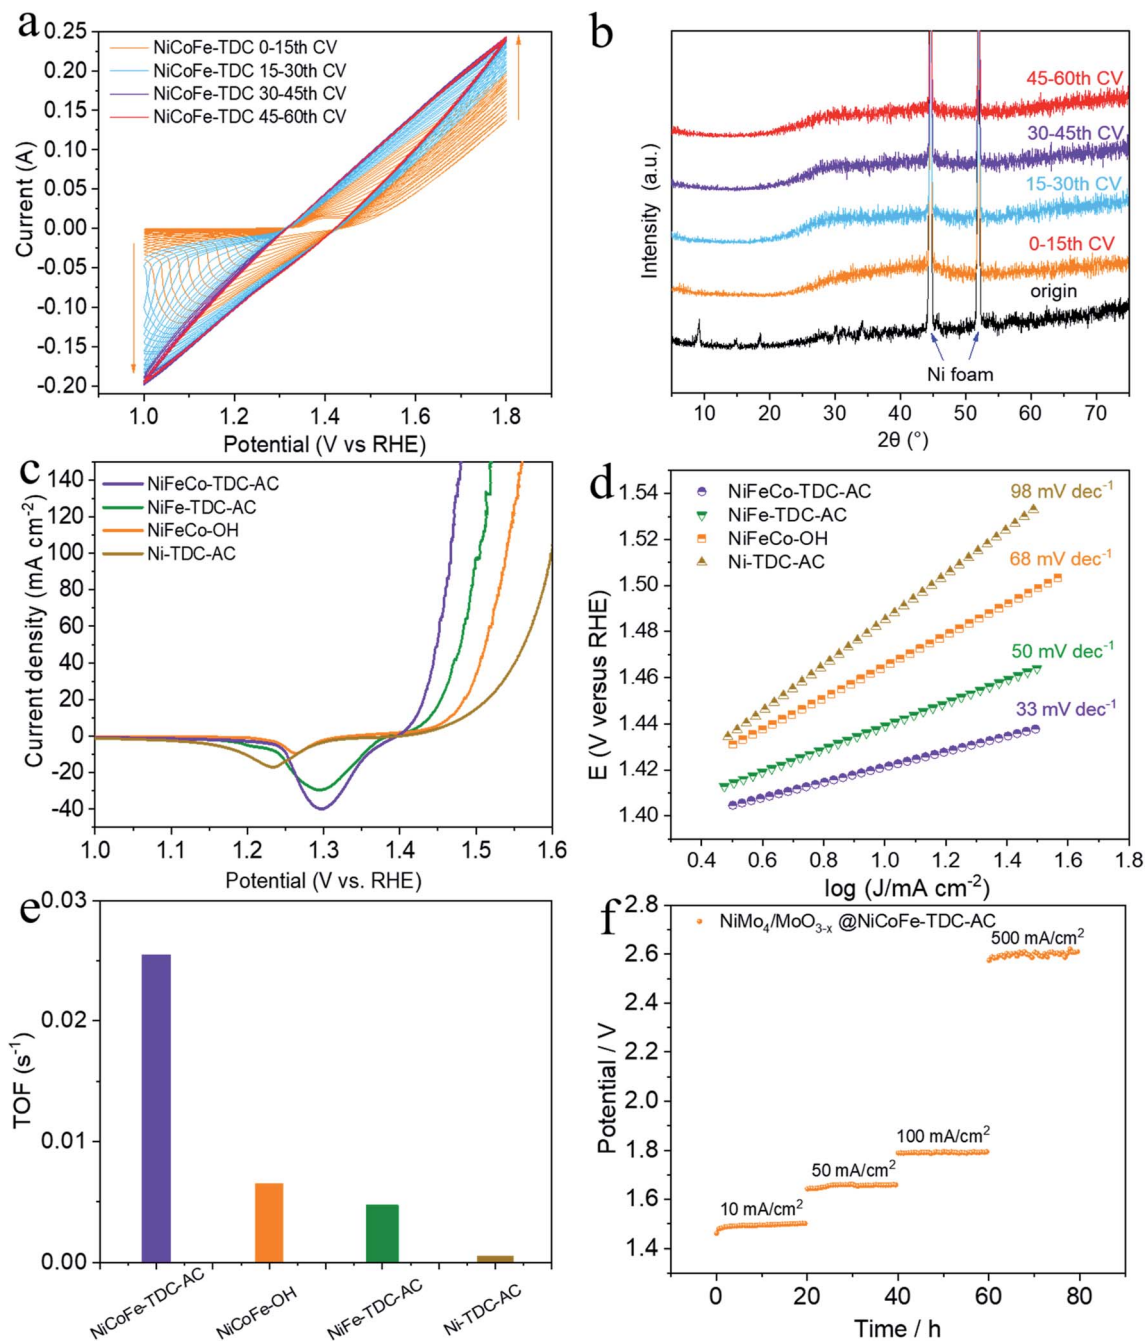 a
0.25
0.20
0.15
0.10
0.05
0.00
-0.05
-0.10
-0.15
-0.20
Current (A)
NiCoFe-TDC 0-15th CV
NiCoFe-TDC 15-30th CV
NiCoFe-TDC 30-45th CV
NiCoFe-TDC 45-60th CV
1.0 1.2 1.4 1.6 1.8
Potential (V vs RHE)
b
Intensity (a.u.)
45-60th CV
30-45th CV
15-30th CV
0-15th CV
origin
Ni foam
10 20 30 40 50 60 70
2θ (°)
c
140
120
100
80
60
40
20
0
-20
-40
Current density (mA cm⁻²)
NiFeCo-TDC-AC
NiFe-TDC-AC
NiFeCo-OH
Ni-TDC-AC
1.0 1.1 1.2 1.3 1.4 1.5 1.6
Potential (V vs. RHE)
d
1.54
1.52
1.50
1.48
1.46
1.44
1.42
1.40
E (V versus RHE)
NiFeCo-TDC-AC
NiFe-TDC-AC
NiFeCo-OH
Ni-TDC-AC
98 mV dec⁻¹
68 mV dec⁻¹
50 mV dec⁻¹
33 mV dec⁻¹
0.4 0.6 0.8 1.0 1.2 1.4 1.6 1.8
log (J/mA cm⁻²)
e
0.03
0.02
0.01
0.00
TOF (s⁻¹)
NiCoFe-TDC-AC
NiCoFe-OH
NiFe-TDC-AC
Ni-TDC-AC
f
2.8
2.6
2.4
2.2
2.0
1.8
1.6
1.4
Potential / V
NiMo₄/MoO₃₋ₓ @NiCoFe-TDC-AC
500 mA/cm²
100 mA/cm²
50 mA/cm²
10 mA/cm²
0 20 40 60 80
Time / h